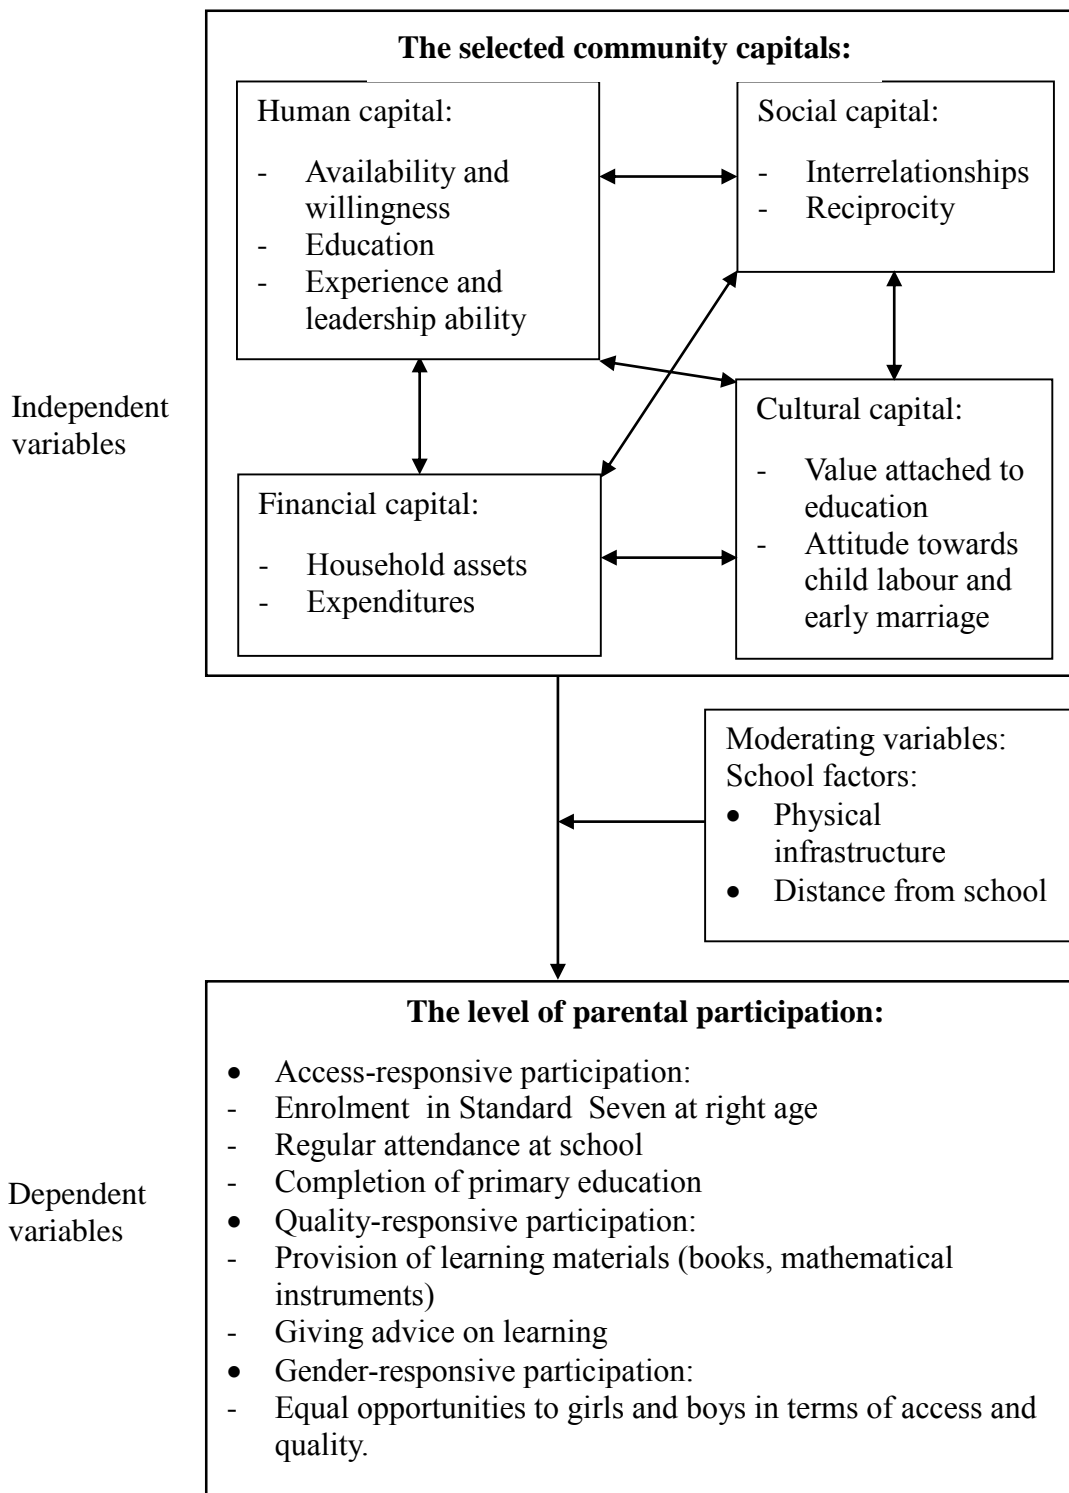 The selected community capitals:
Human capital:
- Availability and
willingness
- Education
- Experience and
leadership ability
Social capital:
- Interrelationships
- Reciprocity
Independent
variables
Financial capital:
- Household assets
- Expenditures
Cultural capital:
- Value attached to
education
- Attitude towards
child labour and
early marriage
Moderating variables:
School factors:
• Physical
infrastructure
• Distance from school
The level of parental participation:
Dependent
variables
• Access-responsive participation:
- Enrolment in Standard Seven at right age
- Regular attendance at school
- Completion of primary education
• Quality-responsive participation:
- Provision of learning materials (books, mathematical
instruments)
- Giving advice on learning
• Gender-responsive participation:
- Equal opportunities to girls and boys in terms of access and
quality.